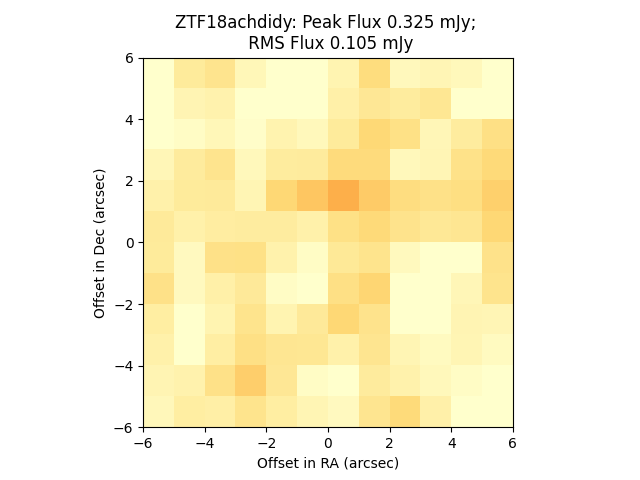 ZTF18achdidy: Peak Flux 0.325 mJy;
RMS Flux 0.105 mJy
6
4
2
0
−2
−4
−6
Offset in Dec (arcsec)
−6 −4 −2 0 2 4 6
Offset in RA (arcsec)